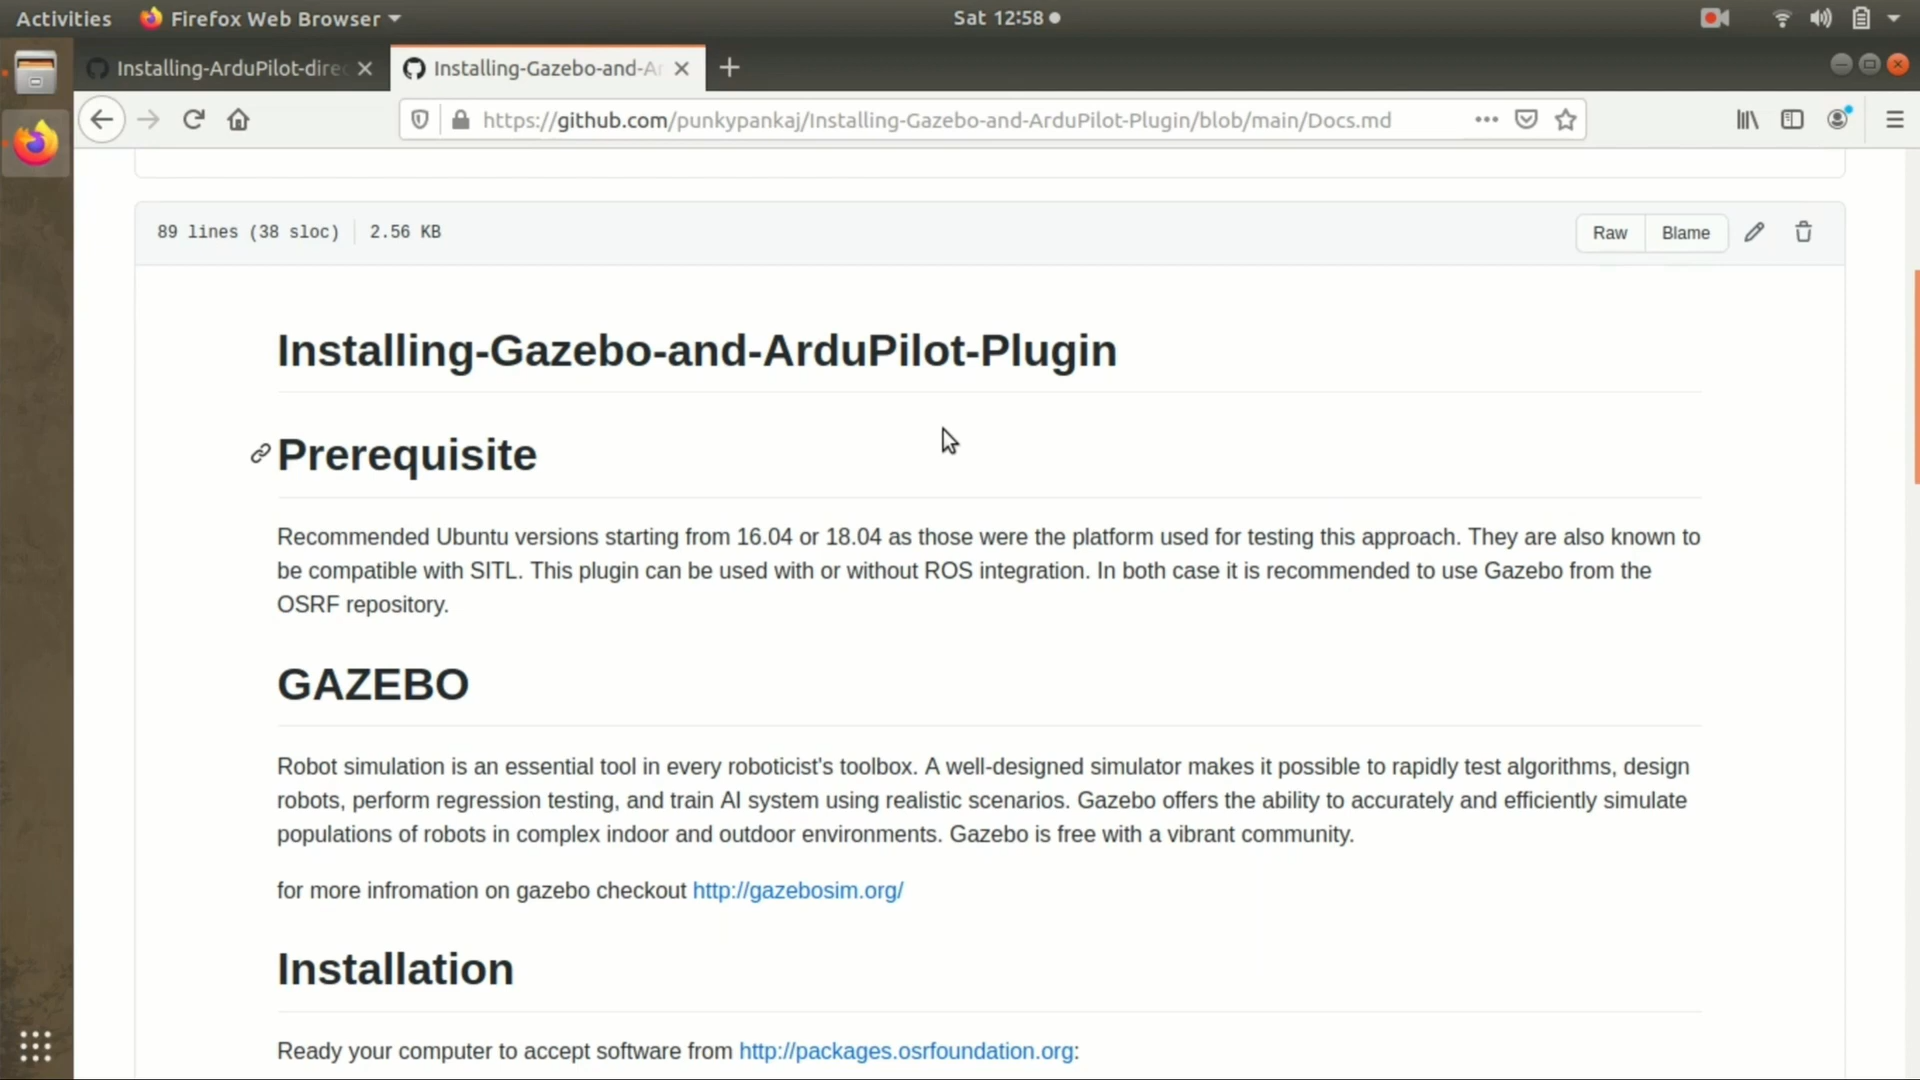 Activities
Firefox Web Browser
Sat 12:58
Installing-ArduPilot-direc
Installing-Gazebo-and-Ar
https://github.com/punkypankaj/Installing-Gazebo-and-ArduPilot-Plugin/blob/main/Docs.md
89 lines (38 sloc)
2.56 KB
Raw
Blame
Installing-Gazebo-and-ArduPilot-Plugin
Prerequisite
Recommended Ubuntu versions starting from 16.04 or 18.04 as those were the platform used for testing this approach. They are also known to
be compatible with SITL. This plugin can be used with or without ROS integration. In both case it is recommended to use Gazebo from the
OSRF repository.
GAZEBO
Robot simulation is an essential tool in every roboticist's toolbox. A well-designed simulator makes it possible to rapidly test algorithms, design
robots, perform regression testing, and train AI system using realistic scenarios. Gazebo offers the ability to accurately and efficiently simulate
populations of robots in complex indoor and outdoor environments. Gazebo is free with a vibrant community.
for more infromation on gazebo checkout http://gazebosim.org/
Installation
Ready your computer to accept software from http://packages.osrfoundation.org: